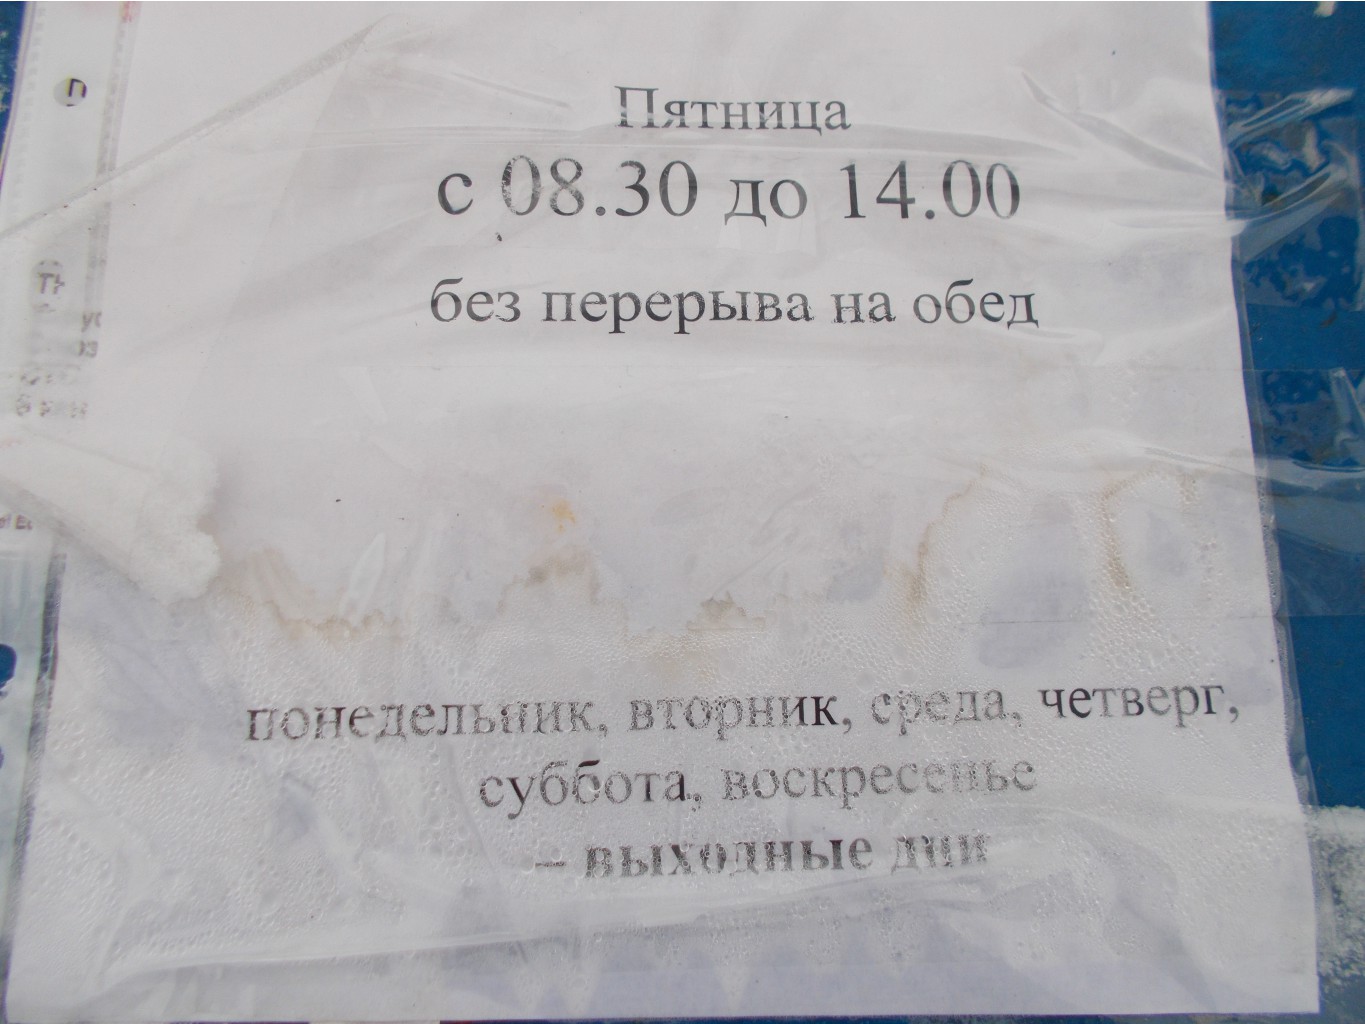 Пятница
с 08.30 до 14.00
без перерыва на обед
понедельник, вторник, среда, четверг,
суббота, воскресенье
– выходные дни